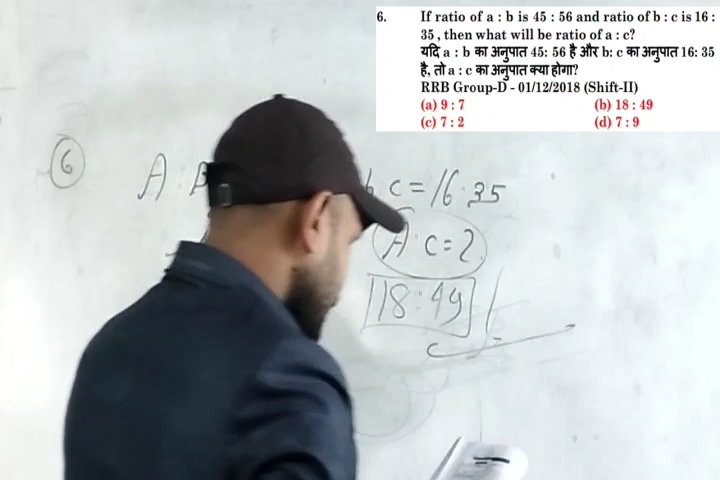 6. If ratio of a : b is 45 : 56 and ratio of b : c is 16 :
35 , then what will be ratio of a : c?
यदि a : b का अनुपात 45: 56 है और b: c का अनुपात 16: 35
है, तो a : c का अनुपात क्या होगा?
RRB Group-D - 01/12/2018 (Shift-II)
(a) 9 : 7 (b) 18 : 49
(c) 7 : 2 (d) 7 : 9
6 A : B b c = 16 : 35
A : C = ?
18 : 49